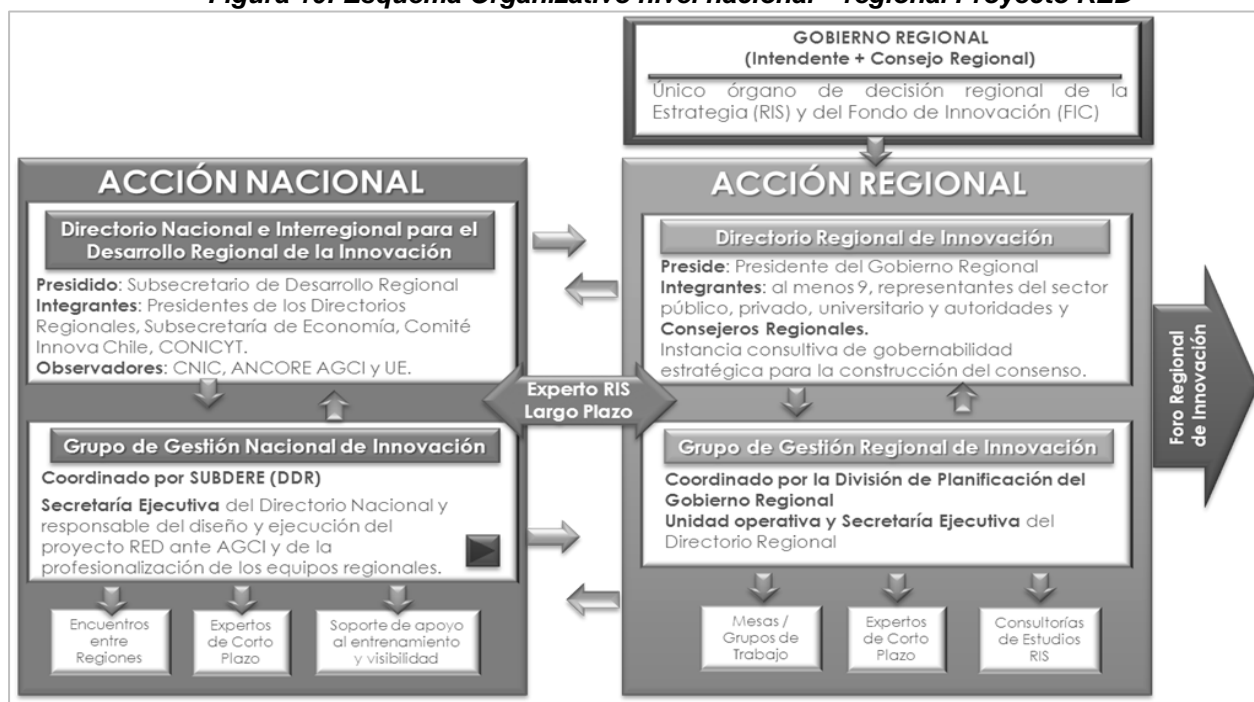 Figura Esquema Organizativo nivel nacional – regional Proyecto RED
GOBIERNO REGIONAL
(Intendente + Consejo Regional)
Único órgano de decisión regional de la
Estrategia (RIS) y del Fondo de Innovación (FIC)
ACCIÓN NACIONAL
Directorio Nacional e Interregional para el
Desarrollo Regional de la Innovación
Presidido: Subsecretario de Desarrollo Regional
Integrantes: Presidentes de los Directorios
Regionales, Subsecretaría de Economía, Comité
Innova Chile, CONICYT.
Observadores: CNIC, ANCORE AGCI y UE.
Grupo de Gestión Nacional de Innovación
Coordinado por SUBDERE (DDR)
Secretaría Ejecutiva del Directorio Nacional y
responsable del diseño y ejecución del
proyecto RED ante AGCI y de la
profesionalización de los equipos regionales.
Encuentros
entre
Regiones
Expertos
de Corto
Plazo
Soporte de apoyo
al entrenamiento
y visibilidad
Experto RIS
Largo Plazo
ACCIÓN REGIONAL
Directorio Regional de Innovación
Preside: Presidente del Gobierno Regional
Integrantes: al menos 9, representantes del sector
público, privado, universitario y autoridades y
Consejeros Regionales.
Instancia consultiva de gobernabilidad
estratégica para la construcción del consenso.
Grupo de Gestión Regional de Innovación
Coordinado por la División de Planificación del
Gobierno Regional
Unidad operativa y Secretaría Ejecutiva del
Directorio Regional
Mesas /
Grupos de
Trabajo
Expertos
de Corto
Plazo
Consultorías
de Estudios
RIS
Foro Regional
de Innovación